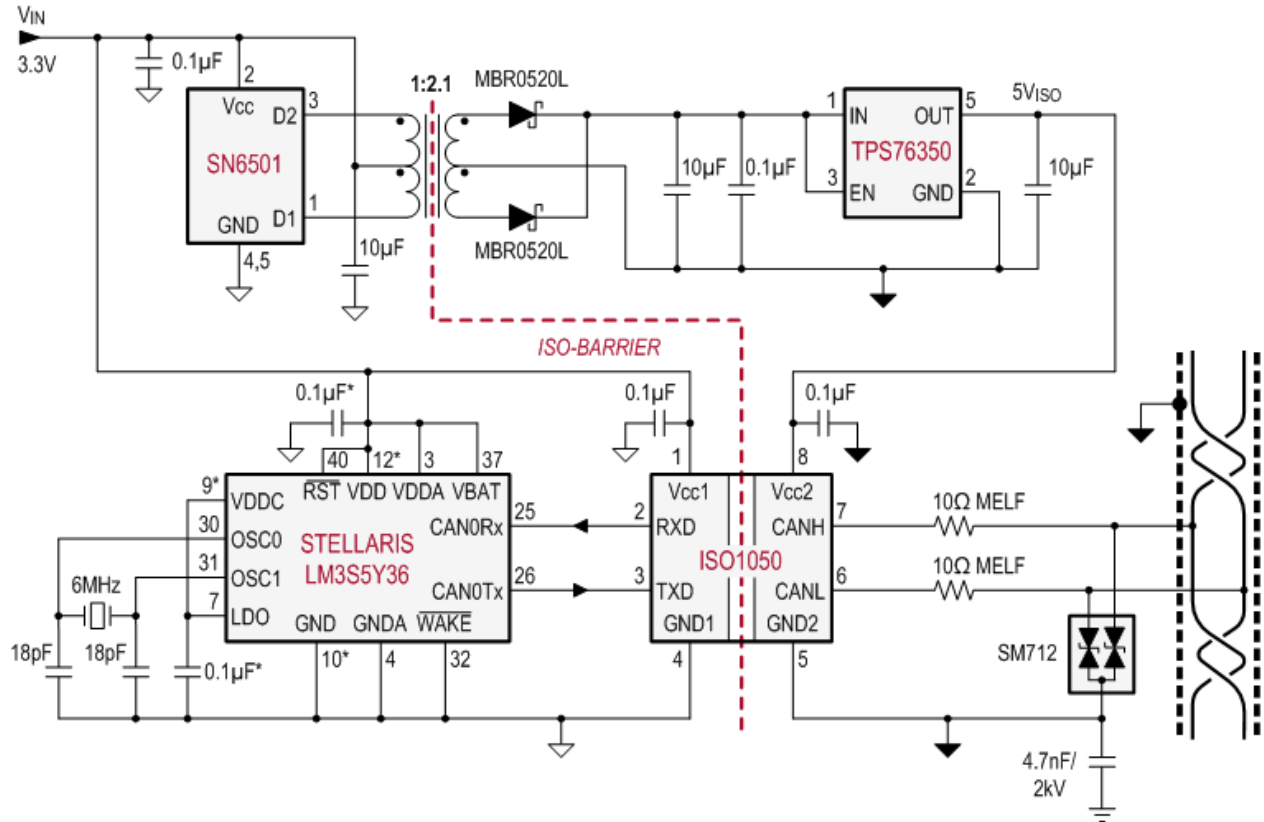 VIN
3.3V
0.1µF
2
Vcc
D2
3
SN6501
D1
1
GND
4,5
10µF
1:2.1
MBR0520L
MBR0520L
10µF
0.1µF
1
IN
OUT
5
TPS76350
3
EN
GND
2
5VISO
10µF
ISO-BARRIER
0.1µF*
0.1µF
0.1µF
40
12*
3
37
RST
VDD
VDDA
VBAT
9*
VDDC
30
OSC0
31
OSC1
7
LDO
STELLARIS
LM3S5Y36
CAN0Rx
25
CAN0Tx
26
GND
GNDA
WAKE
10*
4
32
6MHz
18pF
18pF
0.1µF*
1
8
Vcc1
Vcc2
2
RXD
CANH
7
ISO1050
3
TXD
CANL
6
GND1
GND2
4
5
10Ω MELF
10Ω MELF
SM712
4.7nF/
2kV